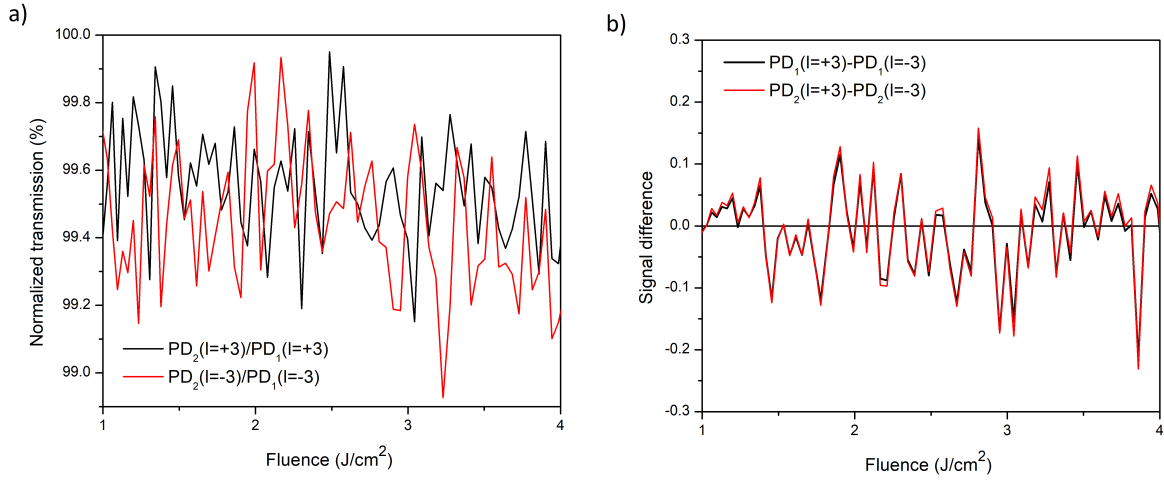 a)
100.0
99.8
99.6
99.4
99.2
99.0
Normalized transmission (%)
PD₂(l=+3)/PD₁(l=+3)
PD₂(l=-3)/PD₁(l=-3)
1
2
3
4
Fluence (J/cm²)
b)
0.3
0.2
0.1
0.0
-0.1
-0.2
-0.3
Signal difference
PD₁(l=+3)-PD₁(l=-3)
PD₂(l=+3)-PD₂(l=-3)
1
2
3
4
Fluence (J/cm²)